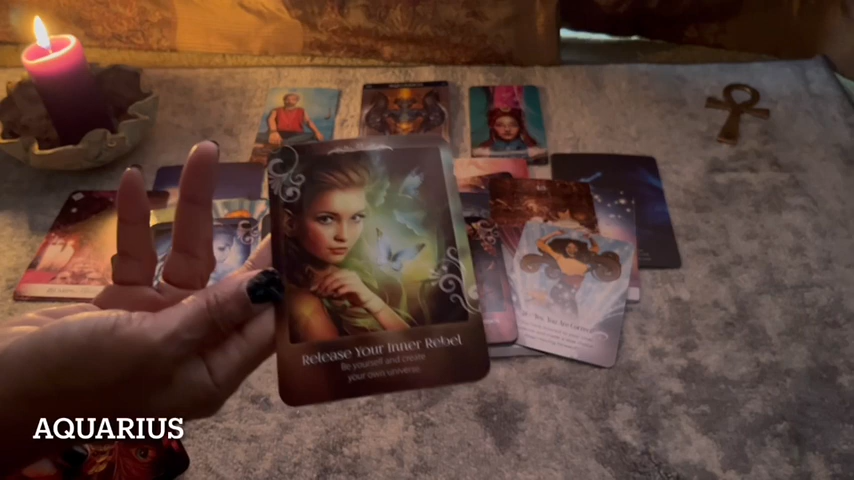 Release Your Inner Rebel
Be yourself and create
your own universe
AQUARIUS